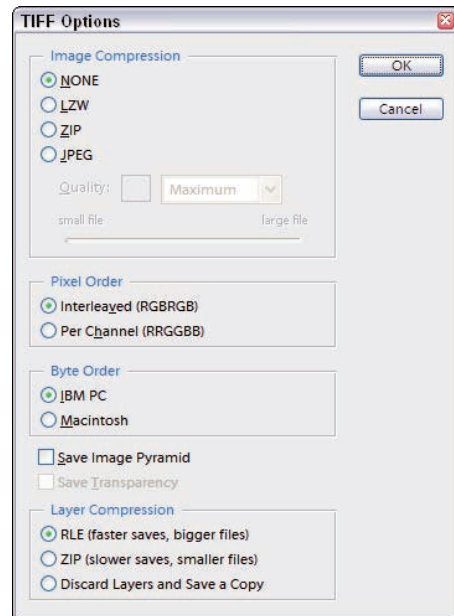 TIFF Options
Image Compression
NONE
LZW
ZIP
JPEG
Quality:
Maximum
small file
large file
OK
Cancel
Pixel Order
Interleaved (RGBRGB)
Per Channel (RRGGBB)
Byte Order
IBM PC
Macintosh
Save Image Pyramid
Save Transparency
Layer Compression
RLE (faster saves, bigger files)
ZIP (slower saves, smaller files)
Discard Layers and Save a Copy